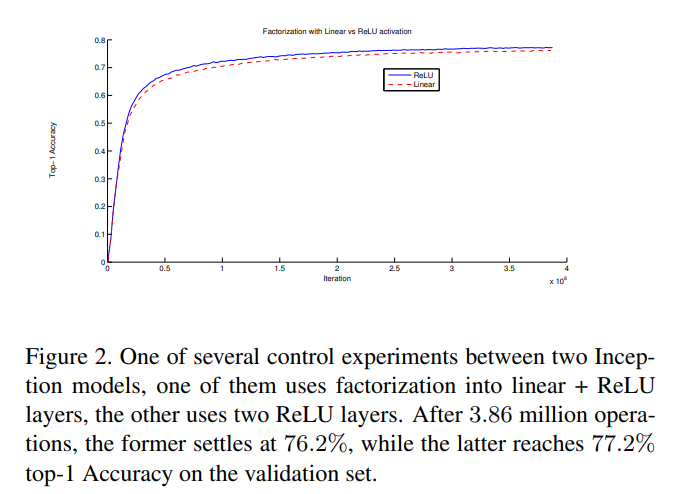 Factorization with Linear vs ReLU activation
0.8
0.7
0.6
0.5
0.4
0.3
0.2
0.1
0
Top−1 Accuracy
ReLU
Linear
0 0.5 1 1.5 2 2.5 3 3.5 4
Iteration
x 10⁶
Figure 2. One of several control experiments between two Incep-
tion models, one of them uses factorization into linear + ReLU
layers, the other uses two ReLU layers. After 3.86 million opera-
tions, the former settles at 76.2%, while the latter reaches 77.2%
top-1 Accuracy on the validation set.